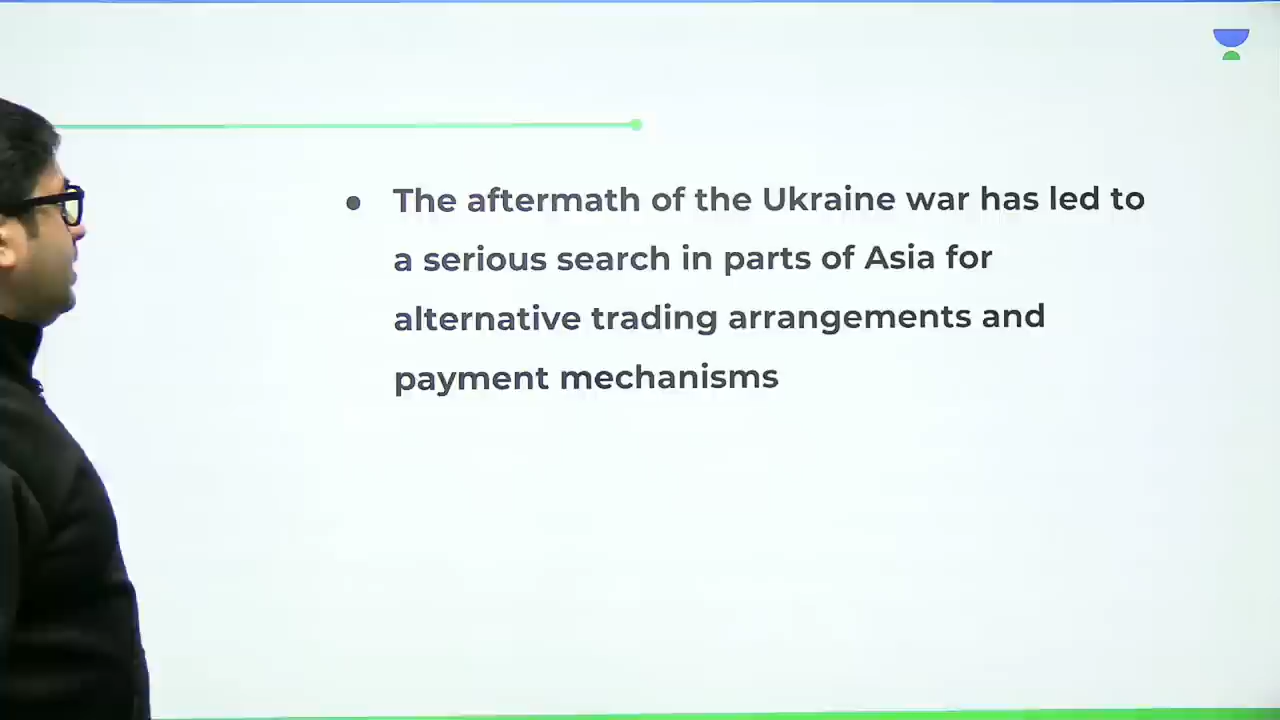 The aftermath of the Ukraine war has led to
a serious search in parts of Asia for
alternative trading arrangements and
payment mechanisms